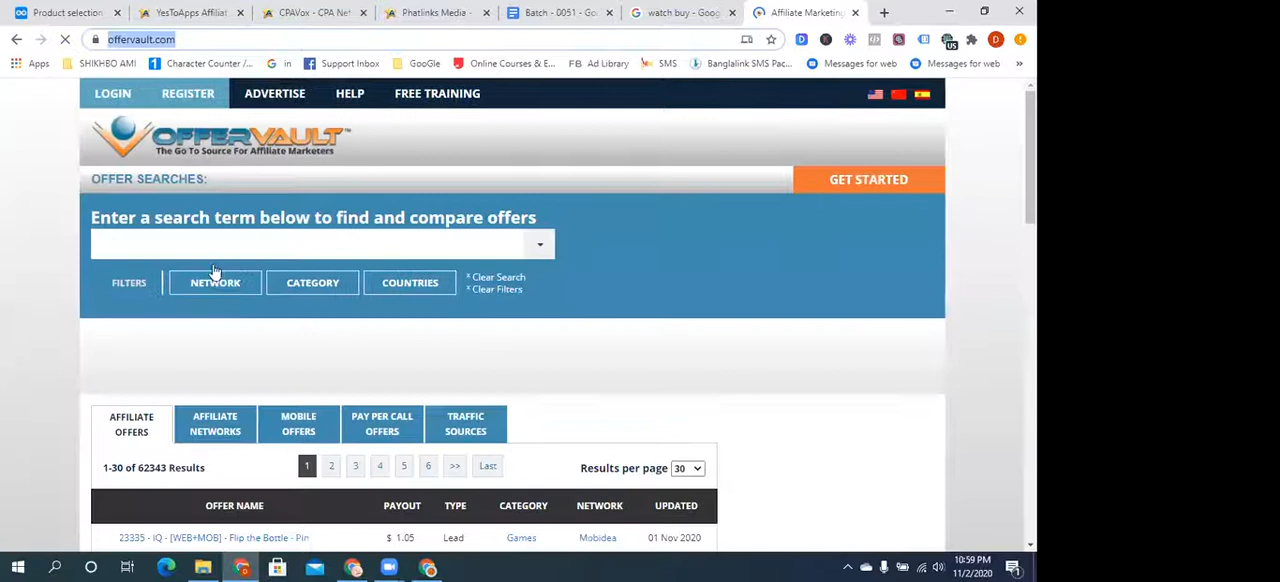 Product selection
YesToApps Affiliat
CPAVox - CPA Net
Phatlinks Media -
Batch - 0051 - Go
watch buy - Goog
Affiliate Marketing
offervault.com
US
D
Apps
SHIKHBO AMI
Character Counter /...
in
Support Inbox
GooGle
Online Courses & E...
FB Ad Library
SMS
Banglalink SMS Pac...
Messages for web
Messages for web
»
LOGIN
REGISTER
ADVERTISE
HELP
FREE TRAINING
OFFERVAULT™
The Go To Source For Affiliate Marketers
OFFER SEARCHES:
GET STARTED
Enter a search term below to find and compare offers
FILTERS
NETWORK
CATEGORY
COUNTRIES
* Clear Search
* Clear Filters
AFFILIATE
OFFERS
AFFILIATE
NETWORKS
MOBILE
OFFERS
PAY PER CALL
OFFERS
TRAFFIC
SOURCES
1-30 of 62343 Results
1 2 3 4 5 6 >> Last
Results per page 30
OFFER NAME PAYOUT TYPE CATEGORY NETWORK UPDATED
23335 - IQ - [WEB+MOB] - Flip the Bottle - Pin $ 1.05 Lead Games Mobidea 01 Nov 2020
10:59 PM
11/2/2020
1